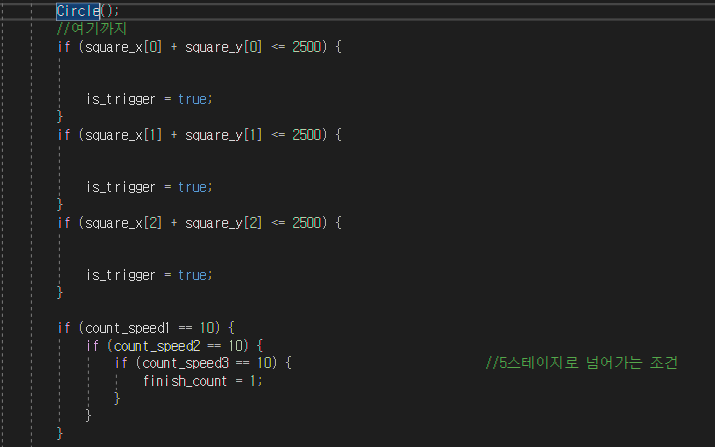 Circle();
//여기까지
if (square_x[0] + square_y[0] <= 2500) {
is_trigger = true;
}
if (square_x[1] + square_y[1] <= 2500) {
is_trigger = true;
}
if (square_x[2] + square_y[2] <= 2500) {
is_trigger = true;
}
if (count_speed1 == 10) {
if (count_speed2 == 10) {
if (count_speed3 == 10) { //5스테이지로 넘어가는 조건
finish_count = 1;
}
}
}